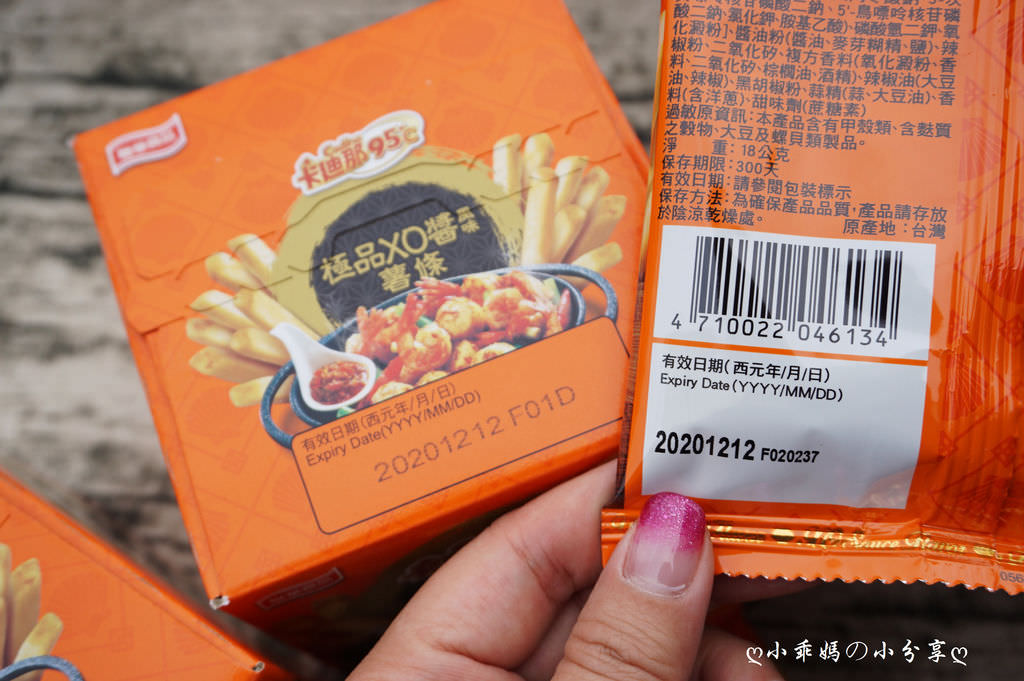 卡迪那95℃
極品XO醬風味
薯條
有效日期(西元年/月/日)
Expiry Date(YYYY/MM/DD)
20201212 F01D
酸二鈉、氯化鉀、胺基乙酸)、磷酸氫二鉀、氧
化澱粉]、醬油粉(醬油、麥芽糊精、鹽)、辣
椒粉、二氧化矽、複方香料(氧化澱粉、香
料、二氧化矽、棕櫚油、酒精)、辣椒油(大豆
油、辣椒)、黑胡椒粉、蒜精(蒜、大豆油)、香
料(含洋蔥)、甜味劑(蔗糖素)
過敏原資訊:本產品含有甲殼類、含麩質
之穀物、大豆及螺貝類製品。
淨 重:18公克
保存期限:300天
有效日期:請參閱包裝標示
保存方法:為確保產品品質,產品請存放
於陰涼乾燥處。 原產地:台灣
4 710022 046134
有效日期(西元年/月/日)
Expiry Date(YYYY/MM/DD)
20201212 F020237
XO Sauce Flavor
056
ღ小乖媽の小分享ღ